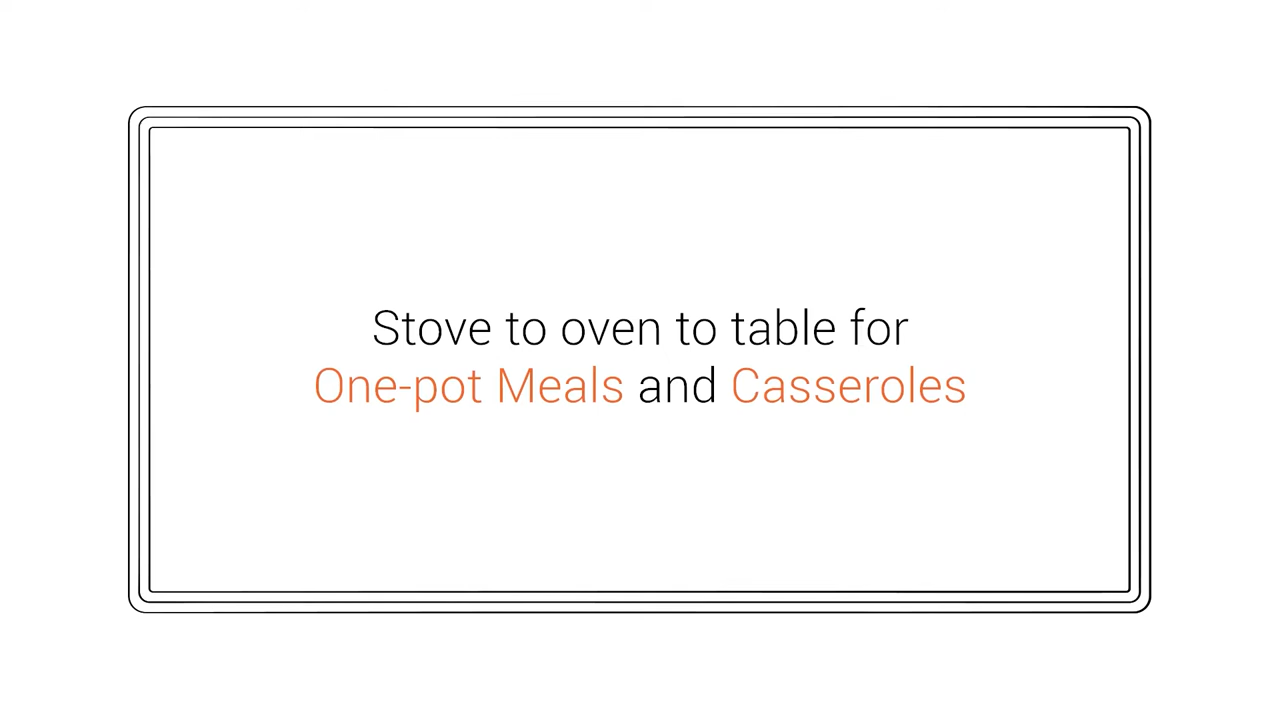 Stove to oven to table for
One-pot Meals and Casseroles